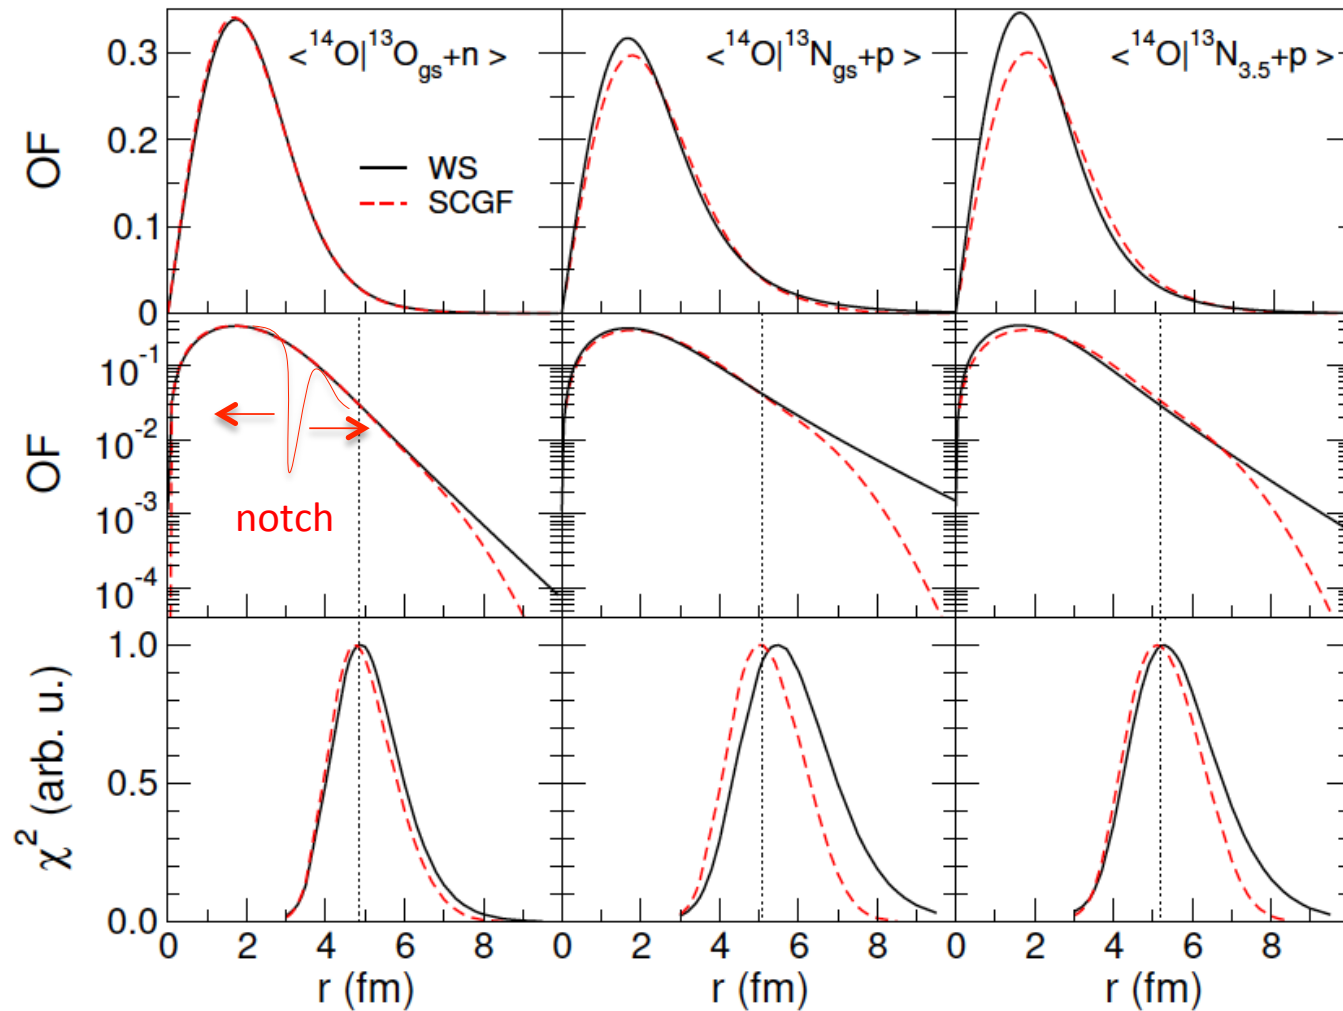 OF
0.3
0.2
0.1
0
< ¹⁴O|¹³O_gs+n >
< ¹⁴O|¹³N_gs+p >
< ¹⁴O|¹³N_3.5+p >
WS
SCGF
OF
10⁻¹
10⁻²
10⁻³
10⁻⁴
notch
χ² (arb. u.)
1.0
0.5
0.0
0 2 4 6 8 0 2 4 6 8 0 2 4 6 8
r (fm) r (fm) r (fm)